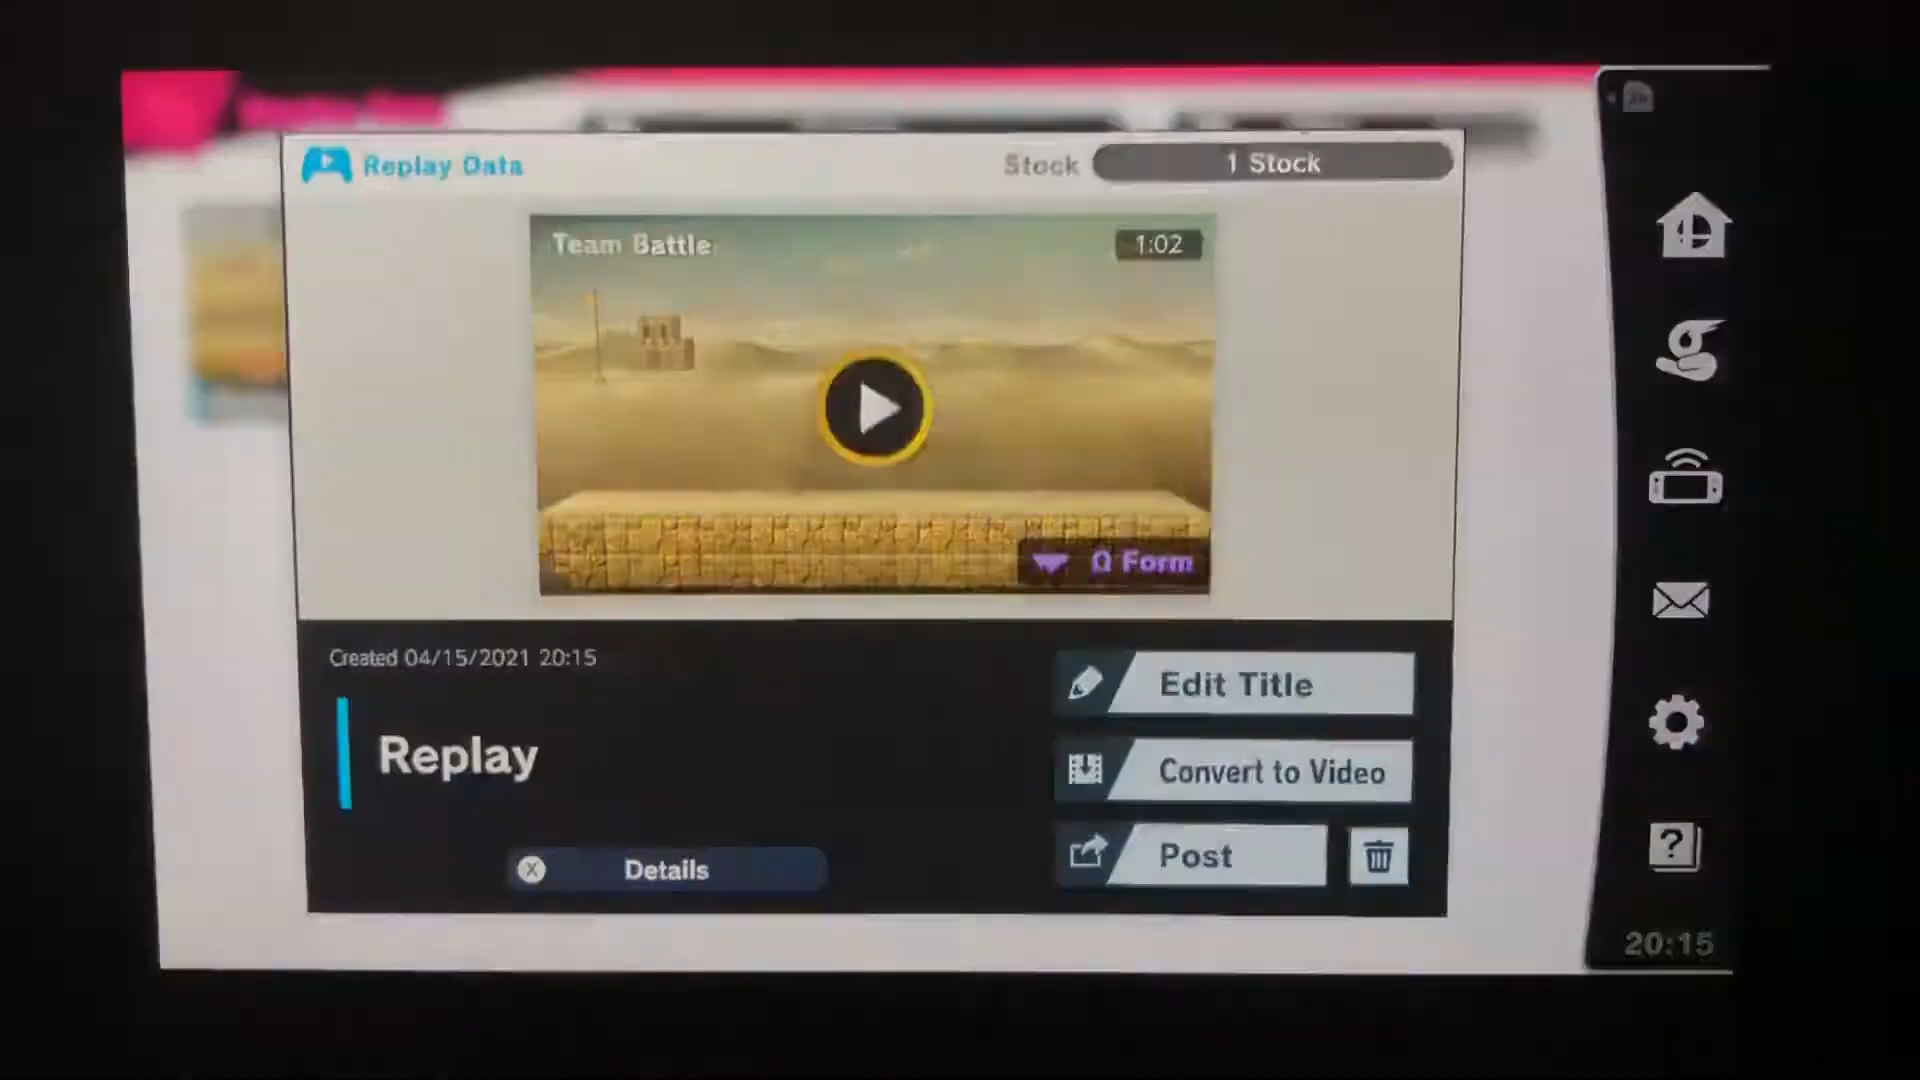 Replay Data
Stock
1 Stock
Team Battle
1:02
Ω Form
Created 04/15/2021 20:15
Replay
X
Details
Edit Title
Convert to Video
Post
?
20:15